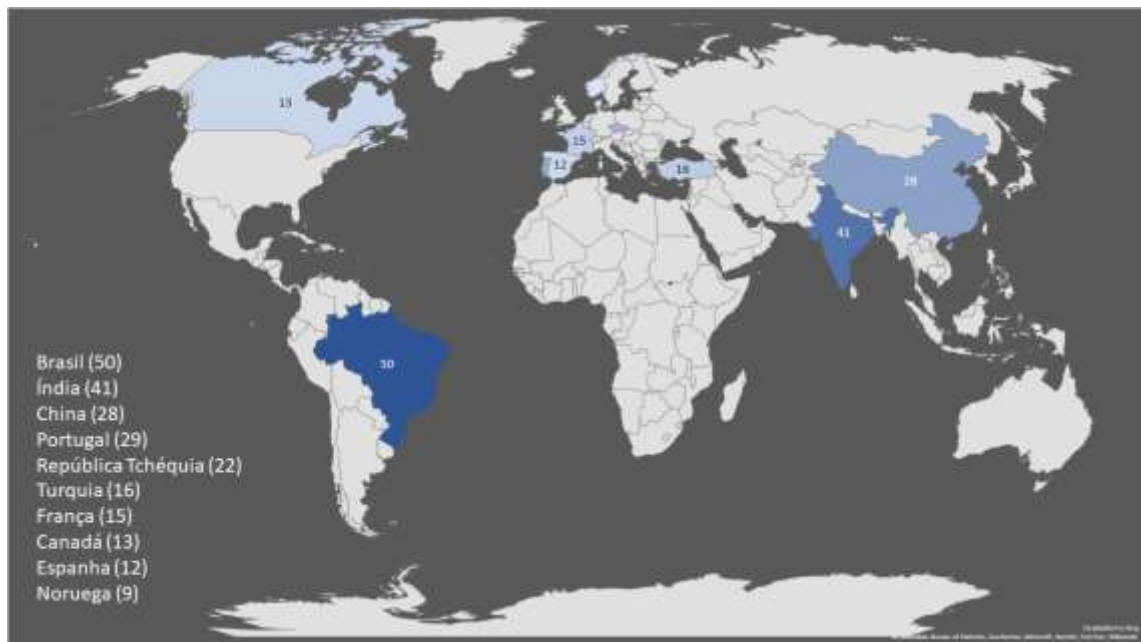 13
15
12
16
28
41
50
Brasil (50)
Índia (41)
China (28)
Portugal (29)
República Tchéquia (22)
Turquia (16)
França (15)
Canadá (13)
Espanha (12)
Noruega (9)